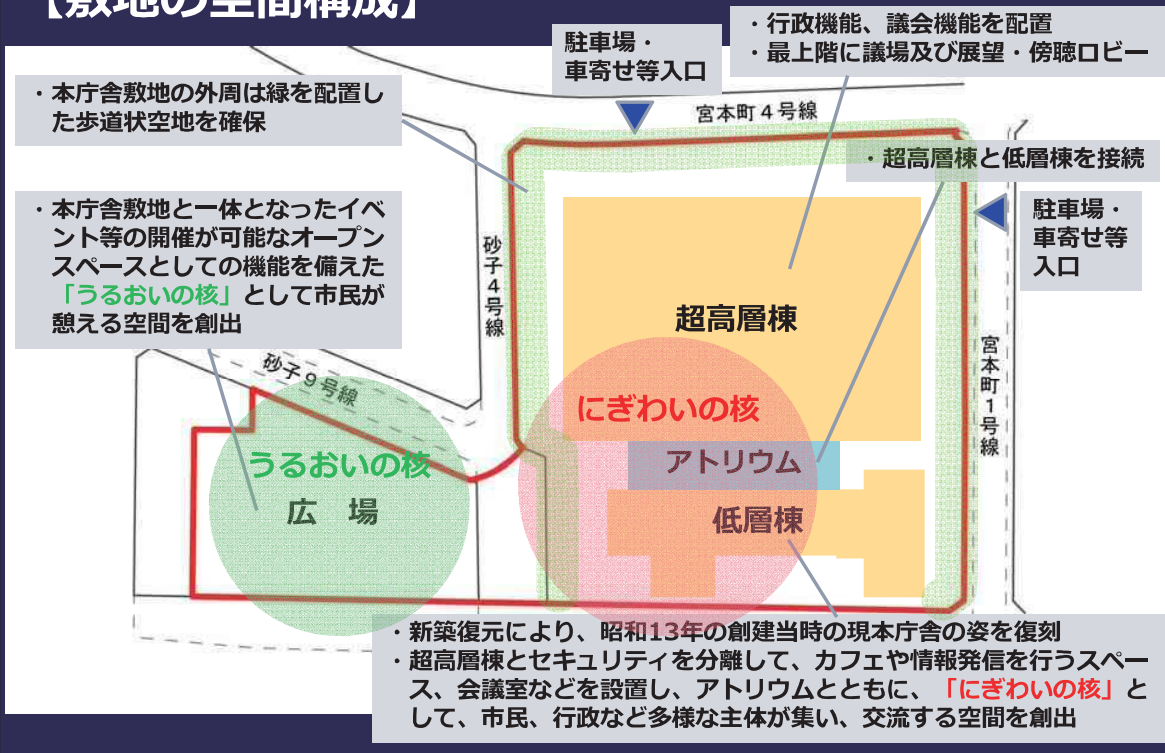 【敷地の空間構成】
・行政機能、議会機能を配置
・最上階に議場及び展望・傍聴ロビー
駐車場・
車寄せ等入口
・本庁舎敷地の外周は緑を配置し
た歩道状空地を確保
宮本町４号線
・超高層棟と低層棟を接続
・本庁舎敷地と一体となったイベ
ント等の開催が可能なオープン
スペースとしての機能を備えた
「うるおいの核」として市民が
憩える空間を創出
駐車場・
車寄せ等
入口
砂子４号線
超高層棟
宮本町１号線
砂子９号線
にぎわいの核
うるおいの核
アトリウム
広　場
低層棟
・新築復元により、昭和13年の創建当時の現本庁舎の姿を復刻
・超高層棟とセキュリティを分離して、カフェや情報発信を行うスペー
ス、会議室などを設置し、アトリウムとともに、「にぎわいの核」と
して、市民、行政など多様な主体が集い、交流する空間を創出